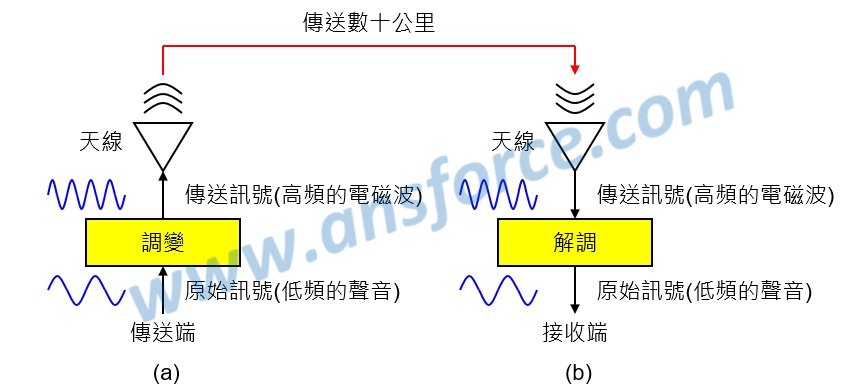 傳送數十公里
天線
天線
傳送訊號(高頻的電磁波)
傳送訊號(高頻的電磁波)
調變
解調
原始訊號(低頻的聲音)
原始訊號(低頻的聲音)
傳送端
接收端
(a)
(b)
www.ansforce.com